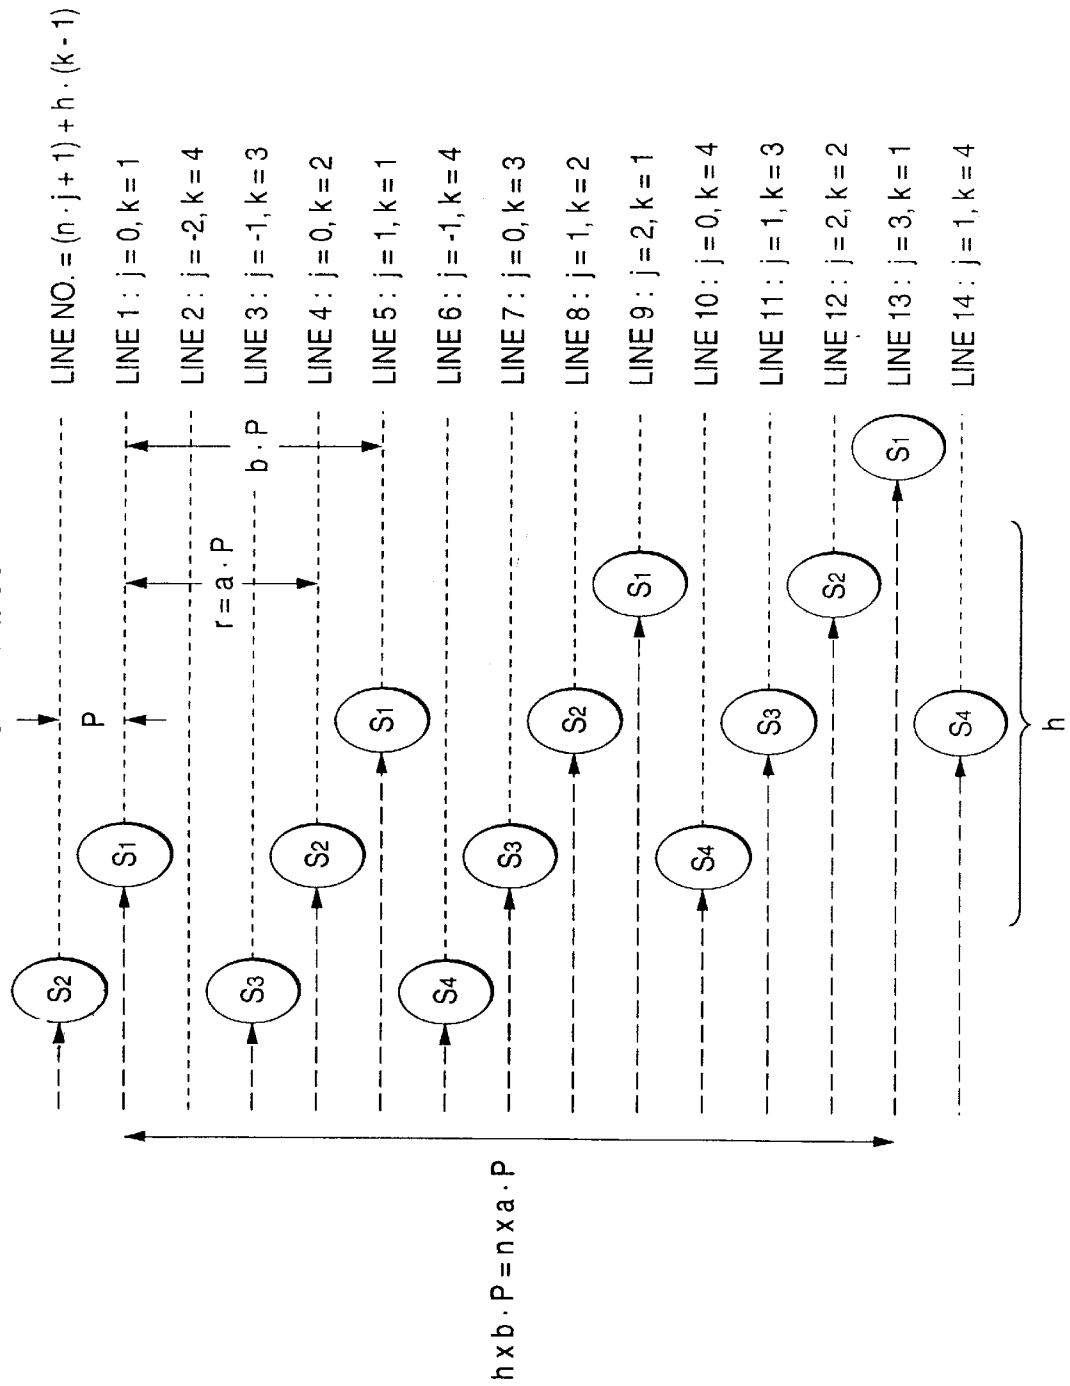 LINE NO. = (n · j + 1) + h · (k - 1)
LINE 1 : j = 0, k = 1
LINE 2 : j = -2, k = 4
LINE 3 : j = -1, k = 3
LINE 4 : j = 0, k = 2
LINE 5 : j = 1, k = 1
LINE 6 : j = -1, k = 4
LINE 7 : j = 0, k = 3
LINE 8 : j = 1, k = 2
LINE 9 : j = 2, k = 1
LINE 10 : j = 0, k = 4
LINE 11 : j = 1, k = 3
LINE 12 : j = 2, k = 2
LINE 13 : j = 3, k = 1
LINE 14 : j = 1, k = 4
P
r = a · P
b · P
S2
S1
S3
S2
S1
S4
S3
S2
S1
S4
S3
S2
S1
S4
h x b · P = n x a · P
h